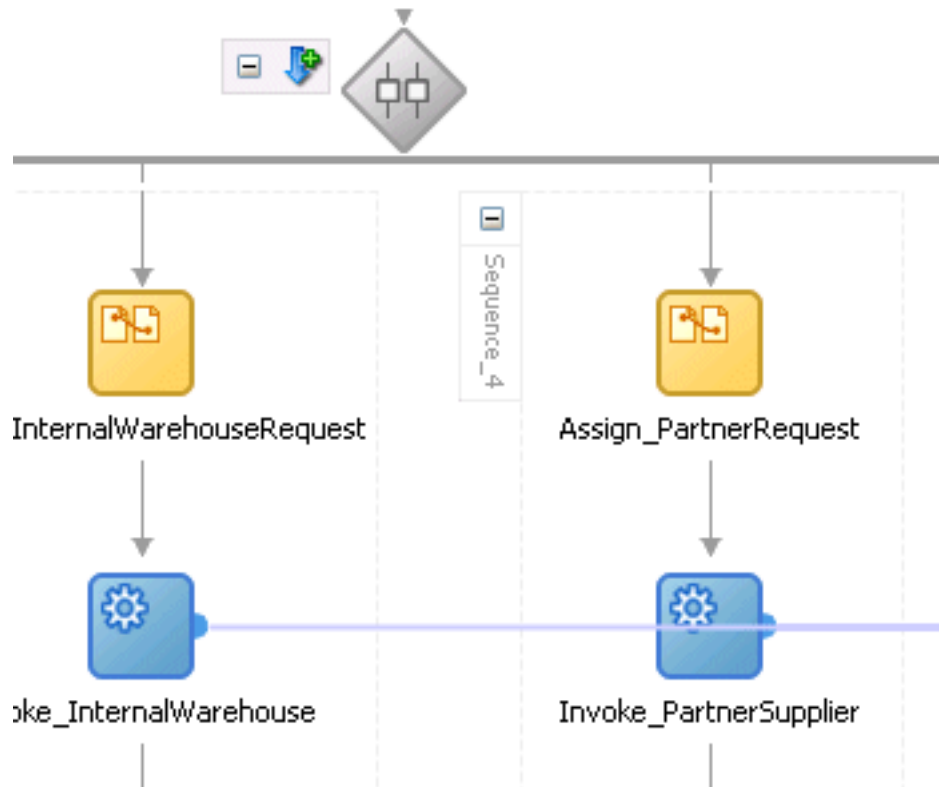 Sequence_4
InternalWarehouseRequest
Assign_PartnerRequest
oke_InternalWarehouse
Invoke_PartnerSupplier